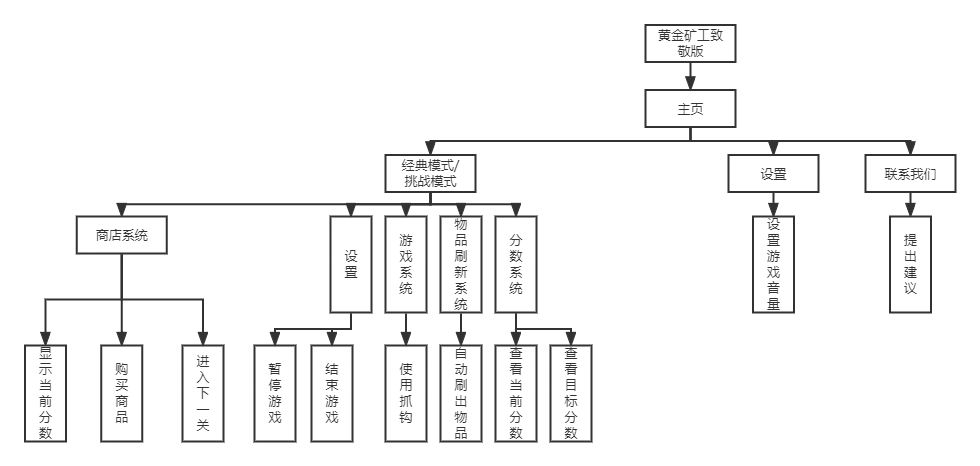 黄金矿工致
敬版
主页
经典模式/
挑战模式
设置
联系我们
商店系统
设置
游戏系统
物品刷新系统
分数系统
设置游戏音量
提出建议
显示当前分数
购买商品
进入下一关
暂停游戏
结束游戏
使用抓钩
自动刷出物品
查看当前分数
查看目标分数